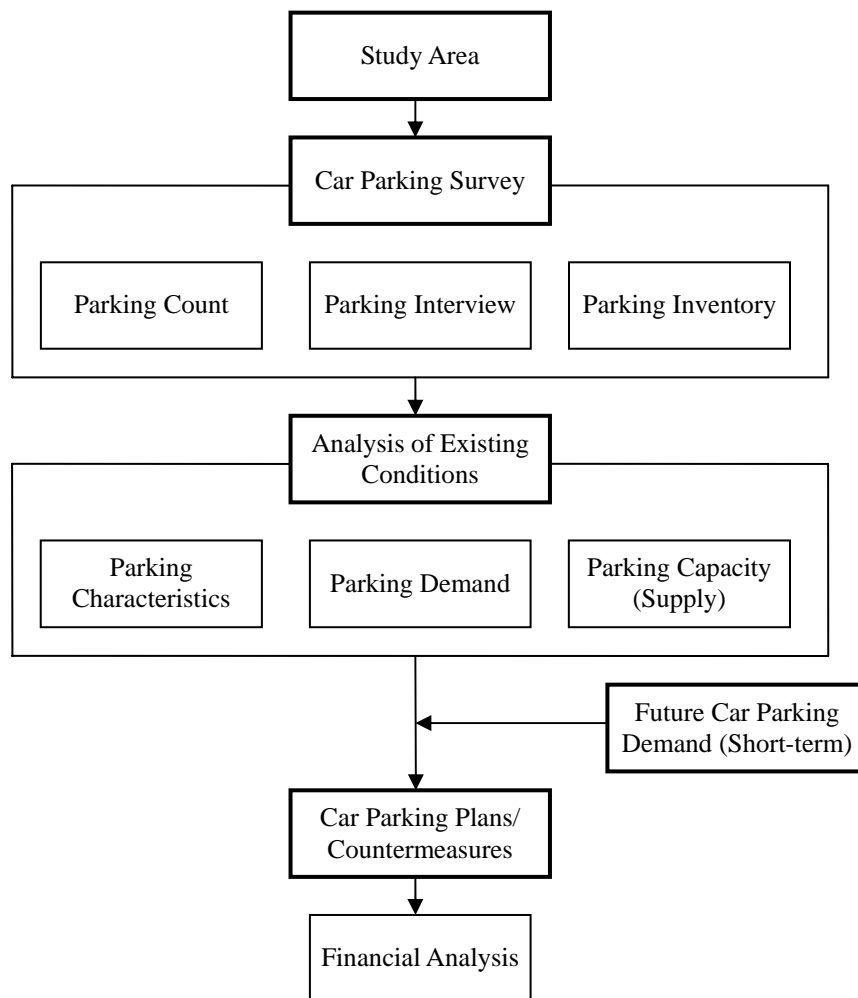 Study Area
Car Parking Survey
Parking Count
Parking Interview
Parking Inventory
Analysis of Existing
Conditions
Parking
Characteristics
Parking Demand
Parking Capacity
(Supply)
Future Car Parking
Demand (Short-term)
Car Parking Plans/
Countermeasures
Financial Analysis